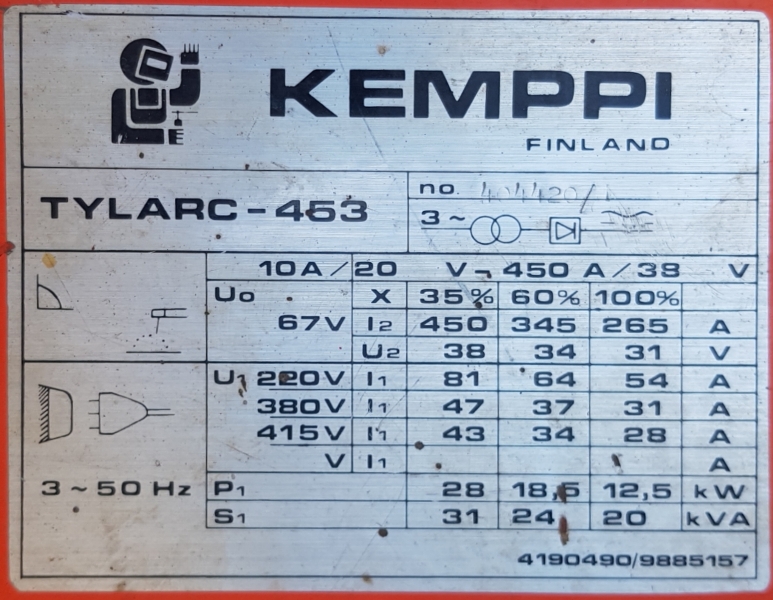 KEMPPI
FINLAND
TYLARC-453
no.
3~
10A/20 V 450 A/38 V
U0 X 35% 60% 100%
67V I2 450 345 265 A
U2 38 34 31 V
U1 220V I1 81 64 54 A
380V I1 47 37 31 A
415V I1 43 34 28 A
V I1 A
3~50 Hz P1 28 18,5 12,5 kW
S1 31 24 20 kVA
4190490/9885157